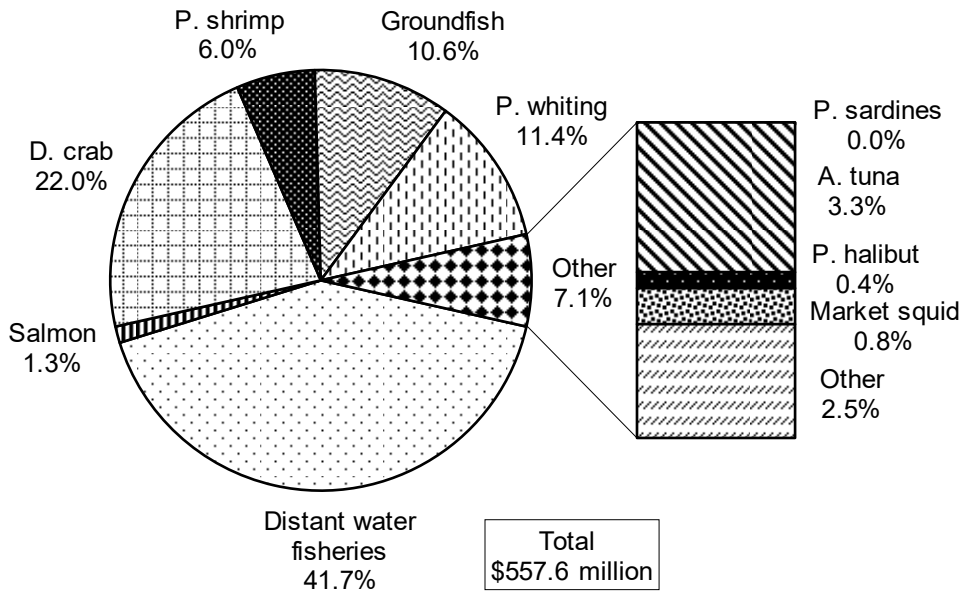 P. shrimp
6.0%
Groundfish
10.6%
P. whiting
11.4%
D. crab
22.0%
Other
7.1%
Salmon
1.3%
Distant water
fisheries
41.7%
P. sardines
0.0%
A. tuna
3.3%
P. halibut
0.4%
Market squid
0.8%
Other
2.5%
Total
$557.6 million